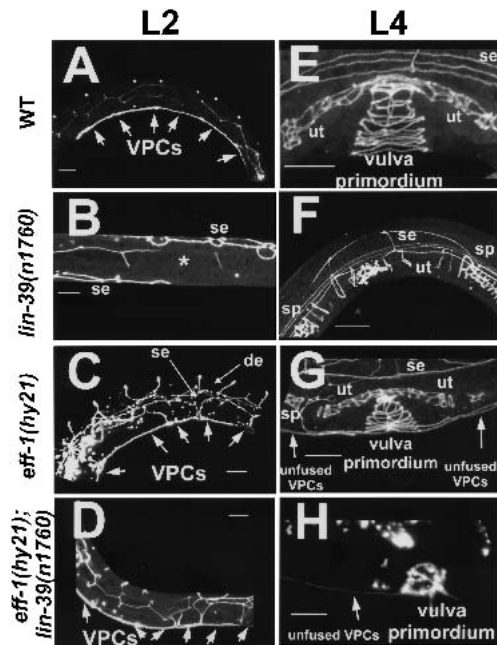 L2 L4
WT
A
VPCs
E
se
ut ut
vulva
primordium
lin-39(n1760)
B
se
*
se
F
se
sp
ut
sp
eff-1(hy21)
C
se
de
VPCs
G
se
ut
ut
sp
unfused
VPCs
vulva
primordium
unfused
VPCs
eff-1(hy21);
lin-39(n1760)
D
VPCs
H
unfused VPCs
vulva
primordium